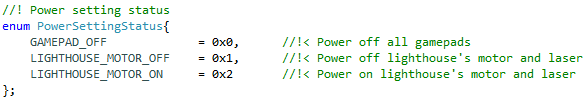 //! Power setting status
enum PowerSettingStatus{
    GAMEPAD_OFF             = 0x0,      //!< Power off all gamepads
    LIGHTHOUSE_MOTOR_OFF    = 0x1,      //!< Power off lighthouse's motor and laser
    LIGHTHOUSE_MOTOR_ON     = 0x2       //!< Power on lighthouse's motor and laser
};